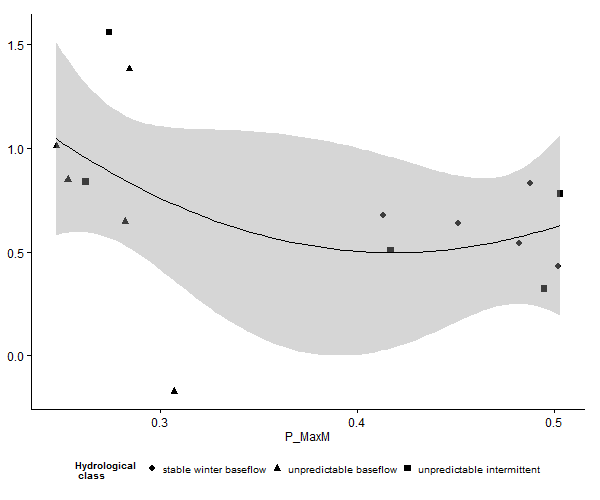 1.5
1.0
0.5
0.0
0.3 0.4 0.5
P_MaxM
Hydrological class stable winter baseflow unpredictable baseflow unpredictable intermittent